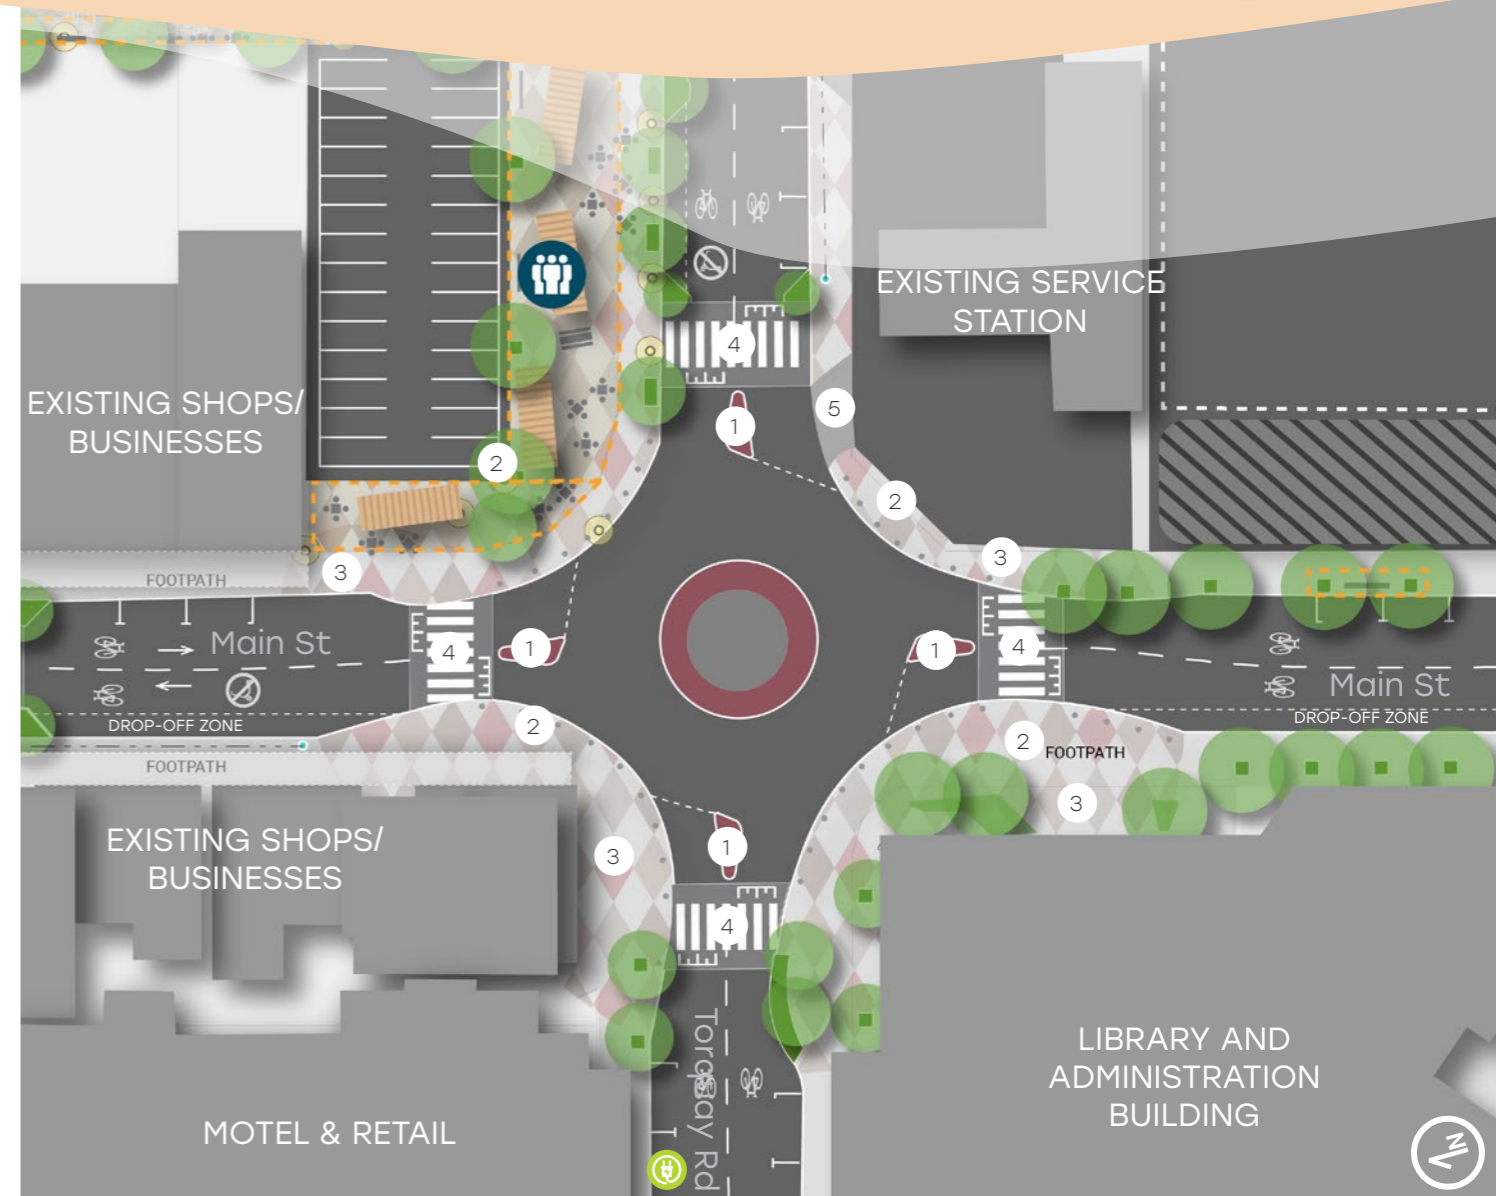 EXISTING SERVICE
STATION
4
EXISTING SHOPS/
BUSINESSES
1
5
2
2
3
3
FOOTPATH
Main St
4
1
1
4
Main St
DROP-OFF ZONE
DROP-OFF ZONE
2
2
FOOTPATH
FOOTPATH
3
EXISTING SHOPS/
BUSINESSES
1
3
4
Torquay Rd
LIBRARY AND
ADMINISTRATION
BUILDING
MOTEL & RETAIL
N